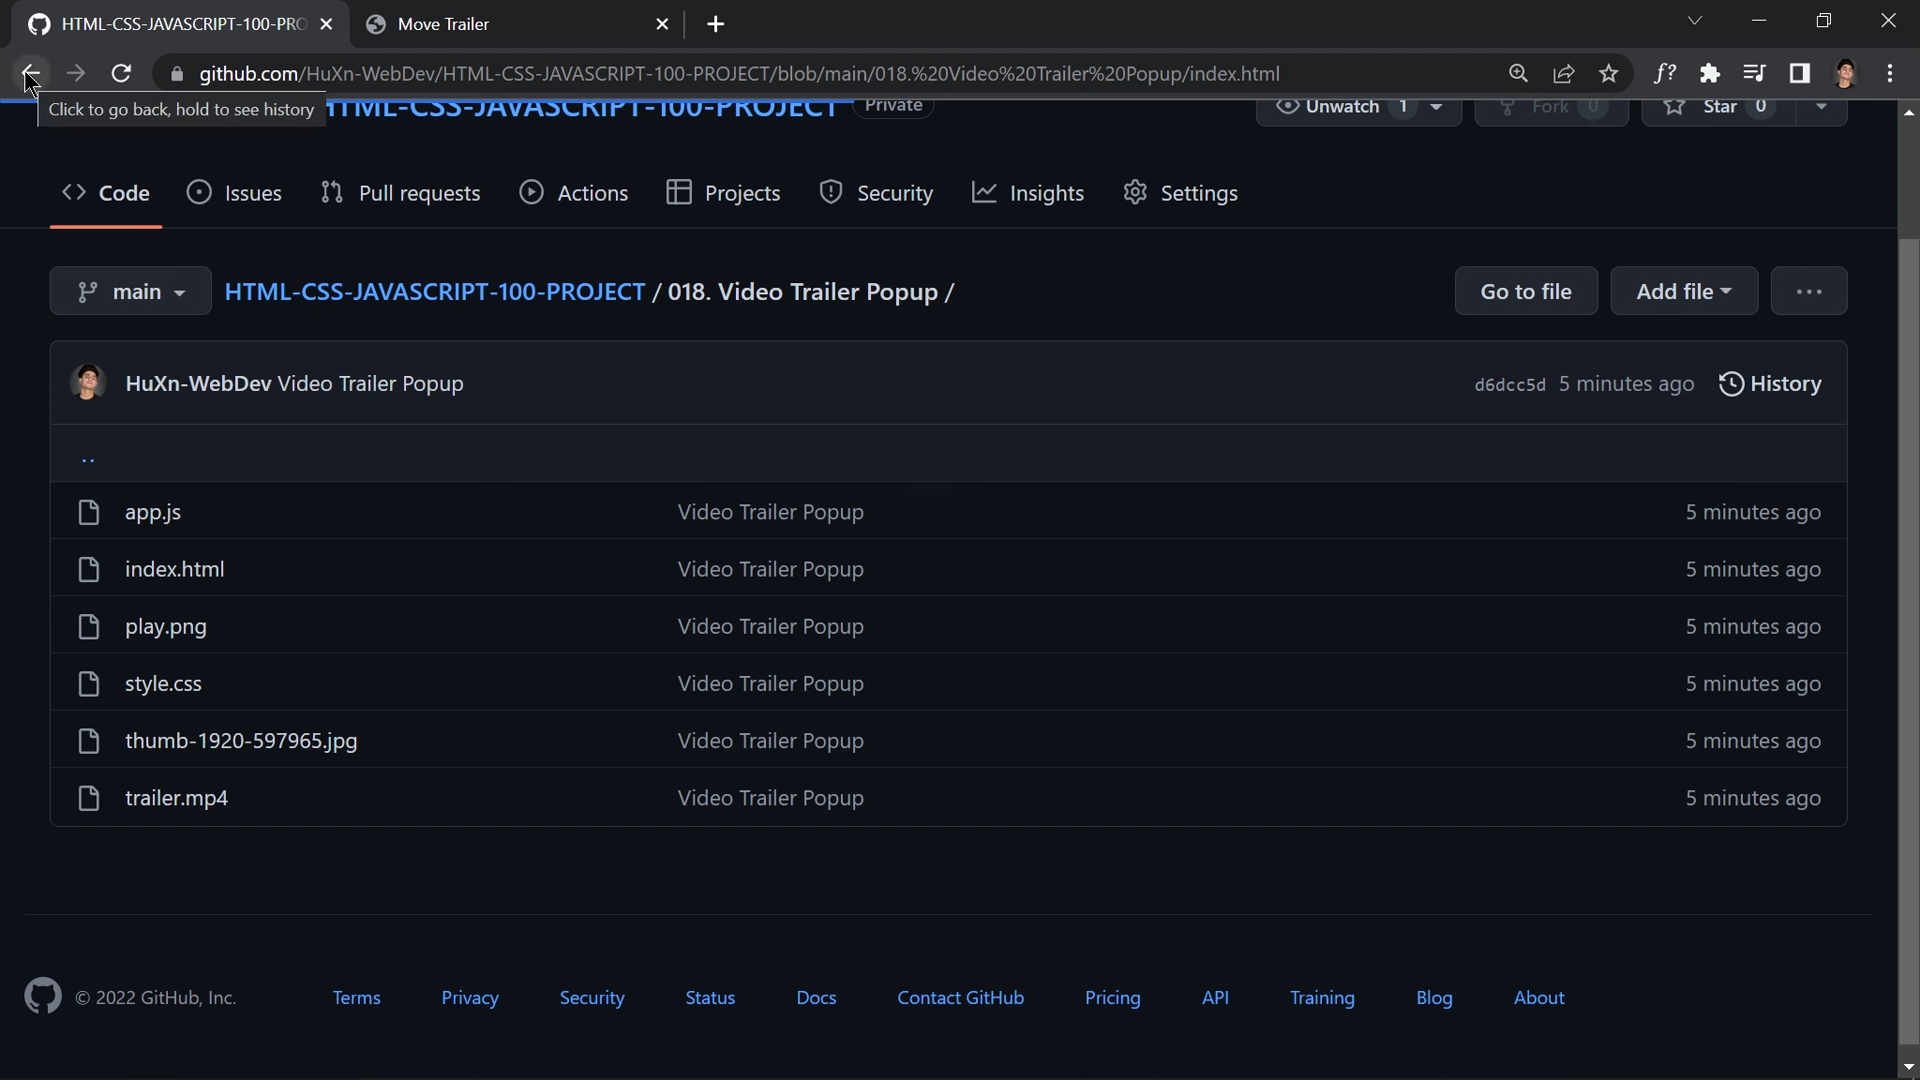 HTML-CSS-JAVASCRIPT-100-PRO
Move Trailer
github.com/HuXn-WebDev/HTML-CSS-JAVASCRIPT-100-PROJECT/blob/main/018.%20Video%20Trailer%20Popup/index.html
f?
Click to go back, hold to see history
HTML-CSS-JAVASCRIPT-100-PROJECT Private Unwatch 1 Fork 0 Star 0
Code Issues Pull requests Actions Projects Security Insights Settings
main HTML-CSS-JAVASCRIPT-100-PROJECT / 018. Video Trailer Popup / Go to file Add file ...
HuXn-WebDev Video Trailer Popup d6dcc5d 5 minutes ago History
..
app.js Video Trailer Popup 5 minutes ago
index.html Video Trailer Popup 5 minutes ago
play.png Video Trailer Popup 5 minutes ago
style.css Video Trailer Popup 5 minutes ago
thumb-1920-597965.jpg Video Trailer Popup 5 minutes ago
trailer.mp4 Video Trailer Popup 5 minutes ago
© 2022 GitHub, Inc. Terms Privacy Security Status Docs Contact GitHub Pricing API Training Blog About